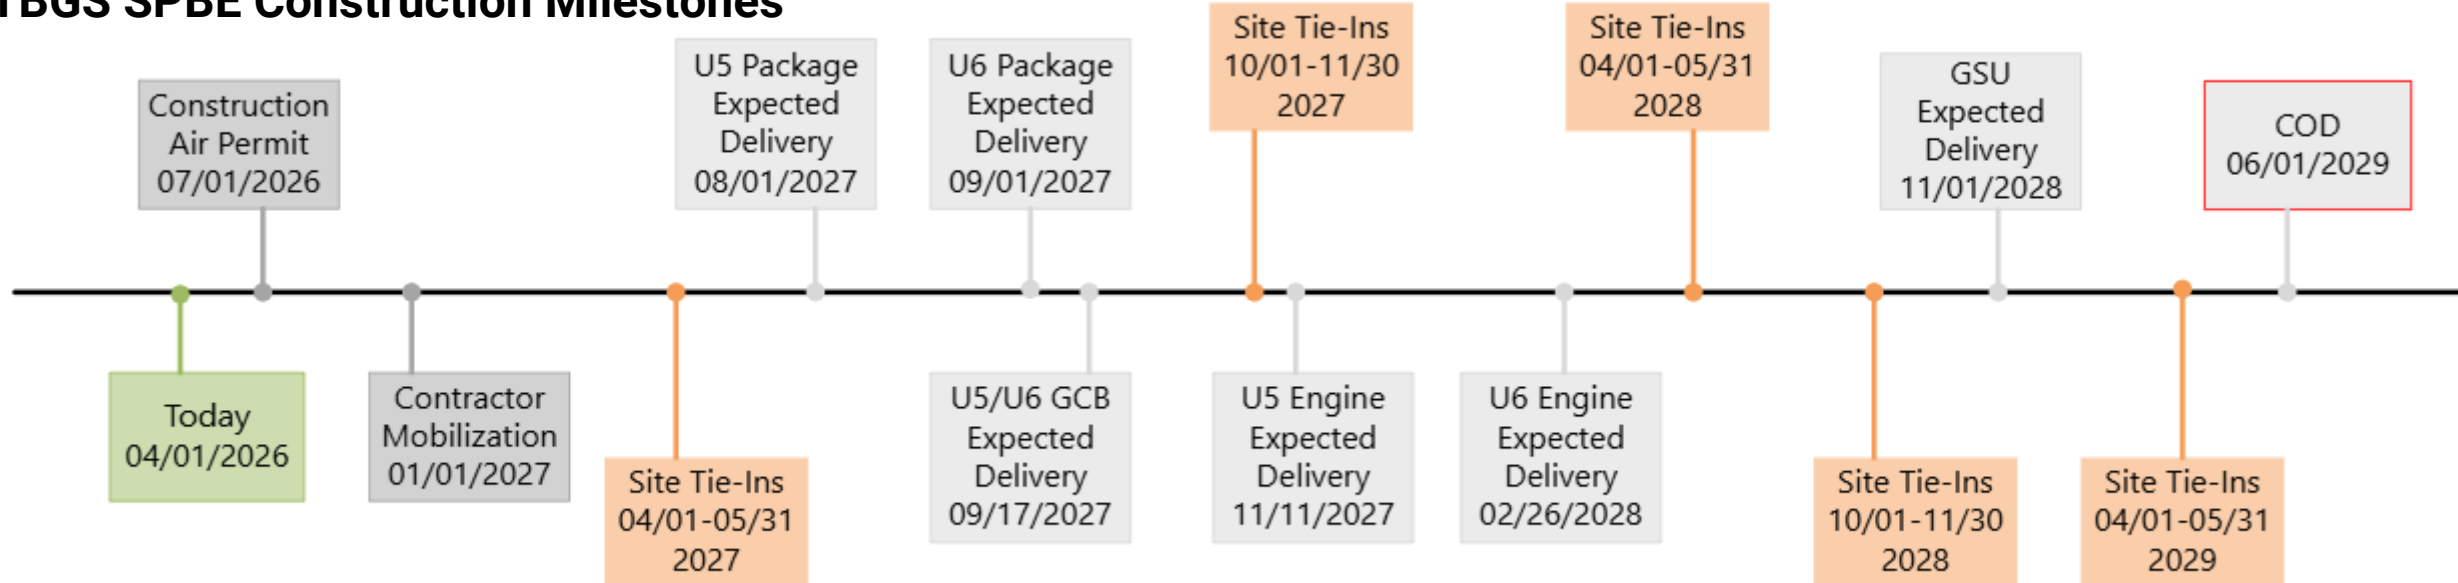 TBGS SPBE Construction Milestones
Construction
Air Permit
07/01/2026
U5 Package
Expected
Delivery
08/01/2027
U6 Package
Expected
Delivery
09/01/2027
Site Tie-Ins
10/01-11/30
2027
Site Tie-Ins
04/01-05/31
2028
GSU
Expected
Delivery
11/01/2028
COD
06/01/2029
Today
04/01/2026
Contractor
Mobilization
01/01/2027
Site Tie-Ins
04/01-05/31
2027
U5/U6 GCB
Expected
Delivery
09/17/2027
U5 Engine
Expected
Delivery
11/11/2027
U6 Engine
Expected
Delivery
02/26/2028
Site Tie-Ins
10/01-11/30
2028
Site Tie-Ins
04/01-05/31
2029